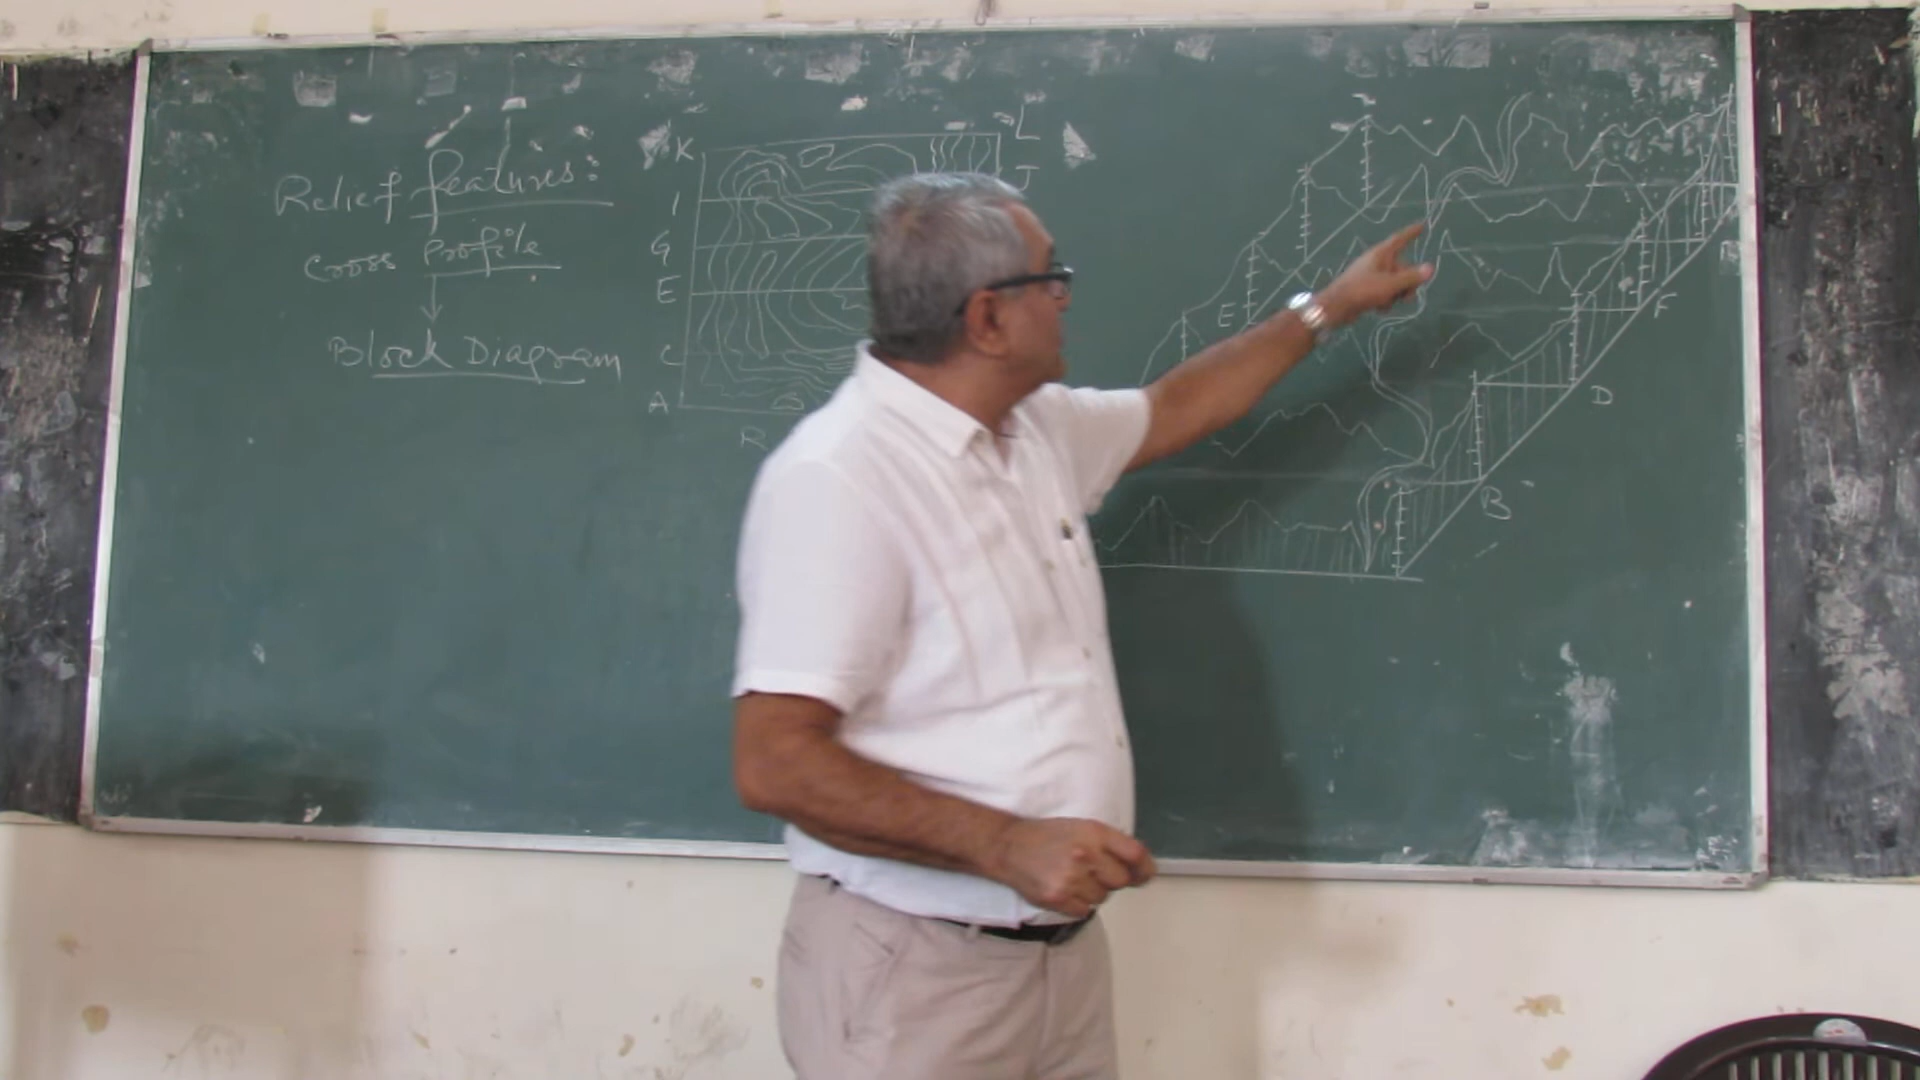 Relief features:
Cross Profile
Block Diagram
K
L
I
J
G
E
C
A
R
E
F
D
B